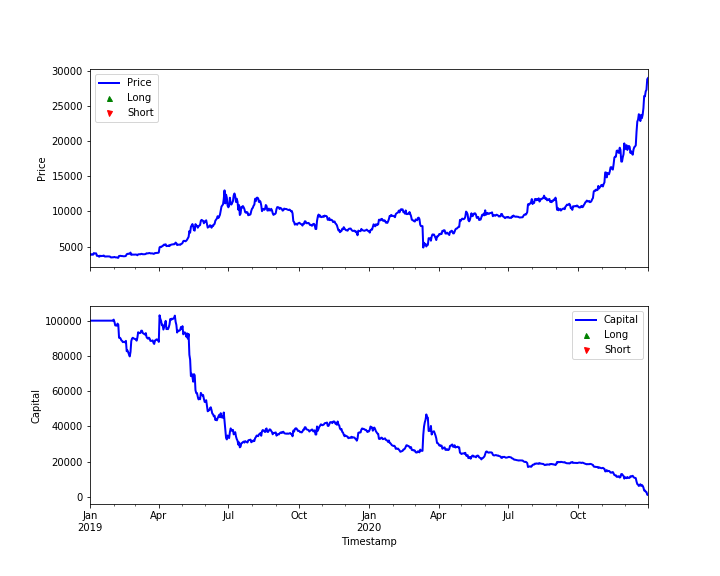 30000
25000
20000
15000
10000
5000
Price
Price
Long
Short
100000
80000
60000
40000
20000
0
Capital
Capital
Long
Short
Jan Apr Jul Oct Jan Apr Jul Oct
2019 2020
Timestamp